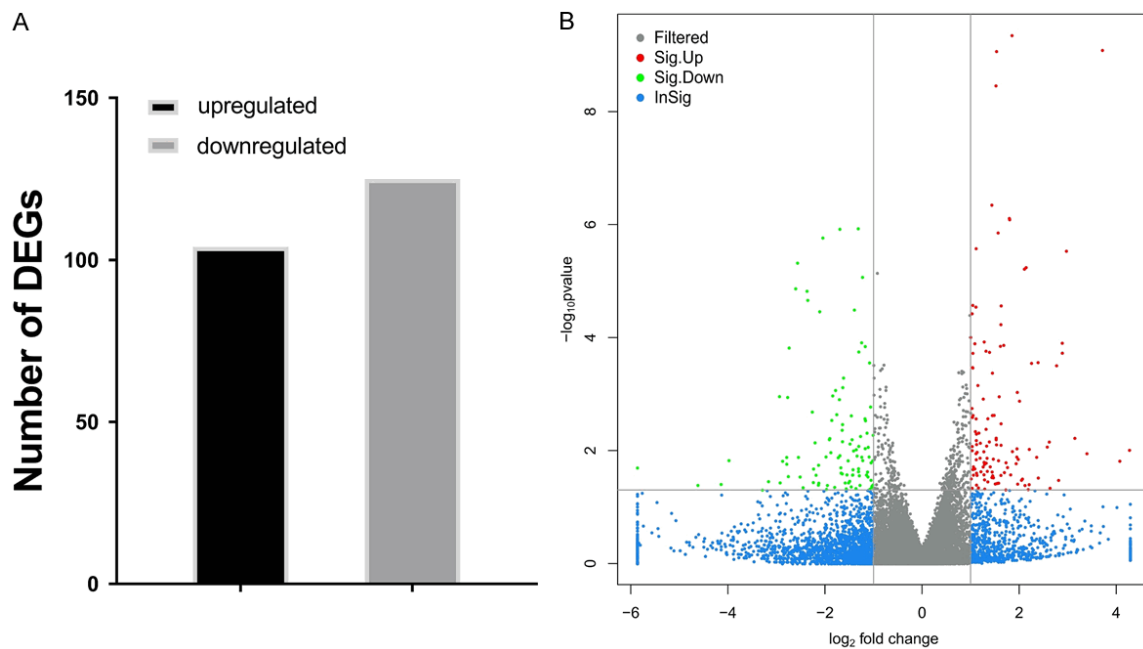 A
Number of DEGs
150
100
50
0
upregulated
downregulated
B
Filtered
Sig.Up
Sig.Down
InSig
−log10pvalue
8
6
4
2
0
−6 −4 −2 0 2 4
log2 fold change